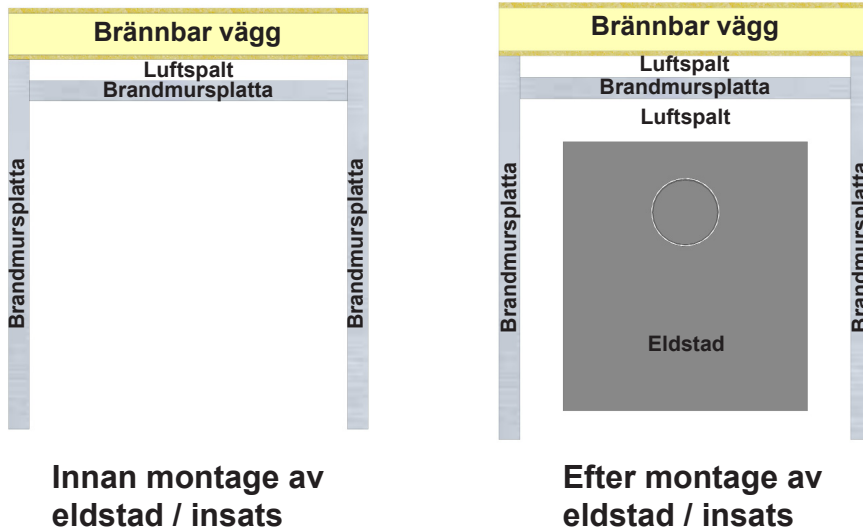 Brännbar vägg
Luftspalt
Brandmursplatta
Brandmursplatta
Brandmursplatta
Innan montage av
eldstad / insats
Brännbar vägg
Luftspalt
Brandmursplatta
Luftspalt
Brandmursplatta
Brandmursplatta
Eldstad
Efter montage av
eldstad / insats